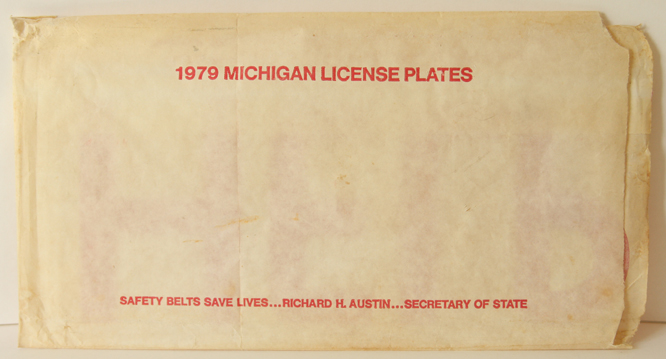 1979 MICHIGAN LICENSE PLATES
SAFETY BELTS SAVE LIVES...RICHARD H. AUSTIN...SECRETARY OF STATE